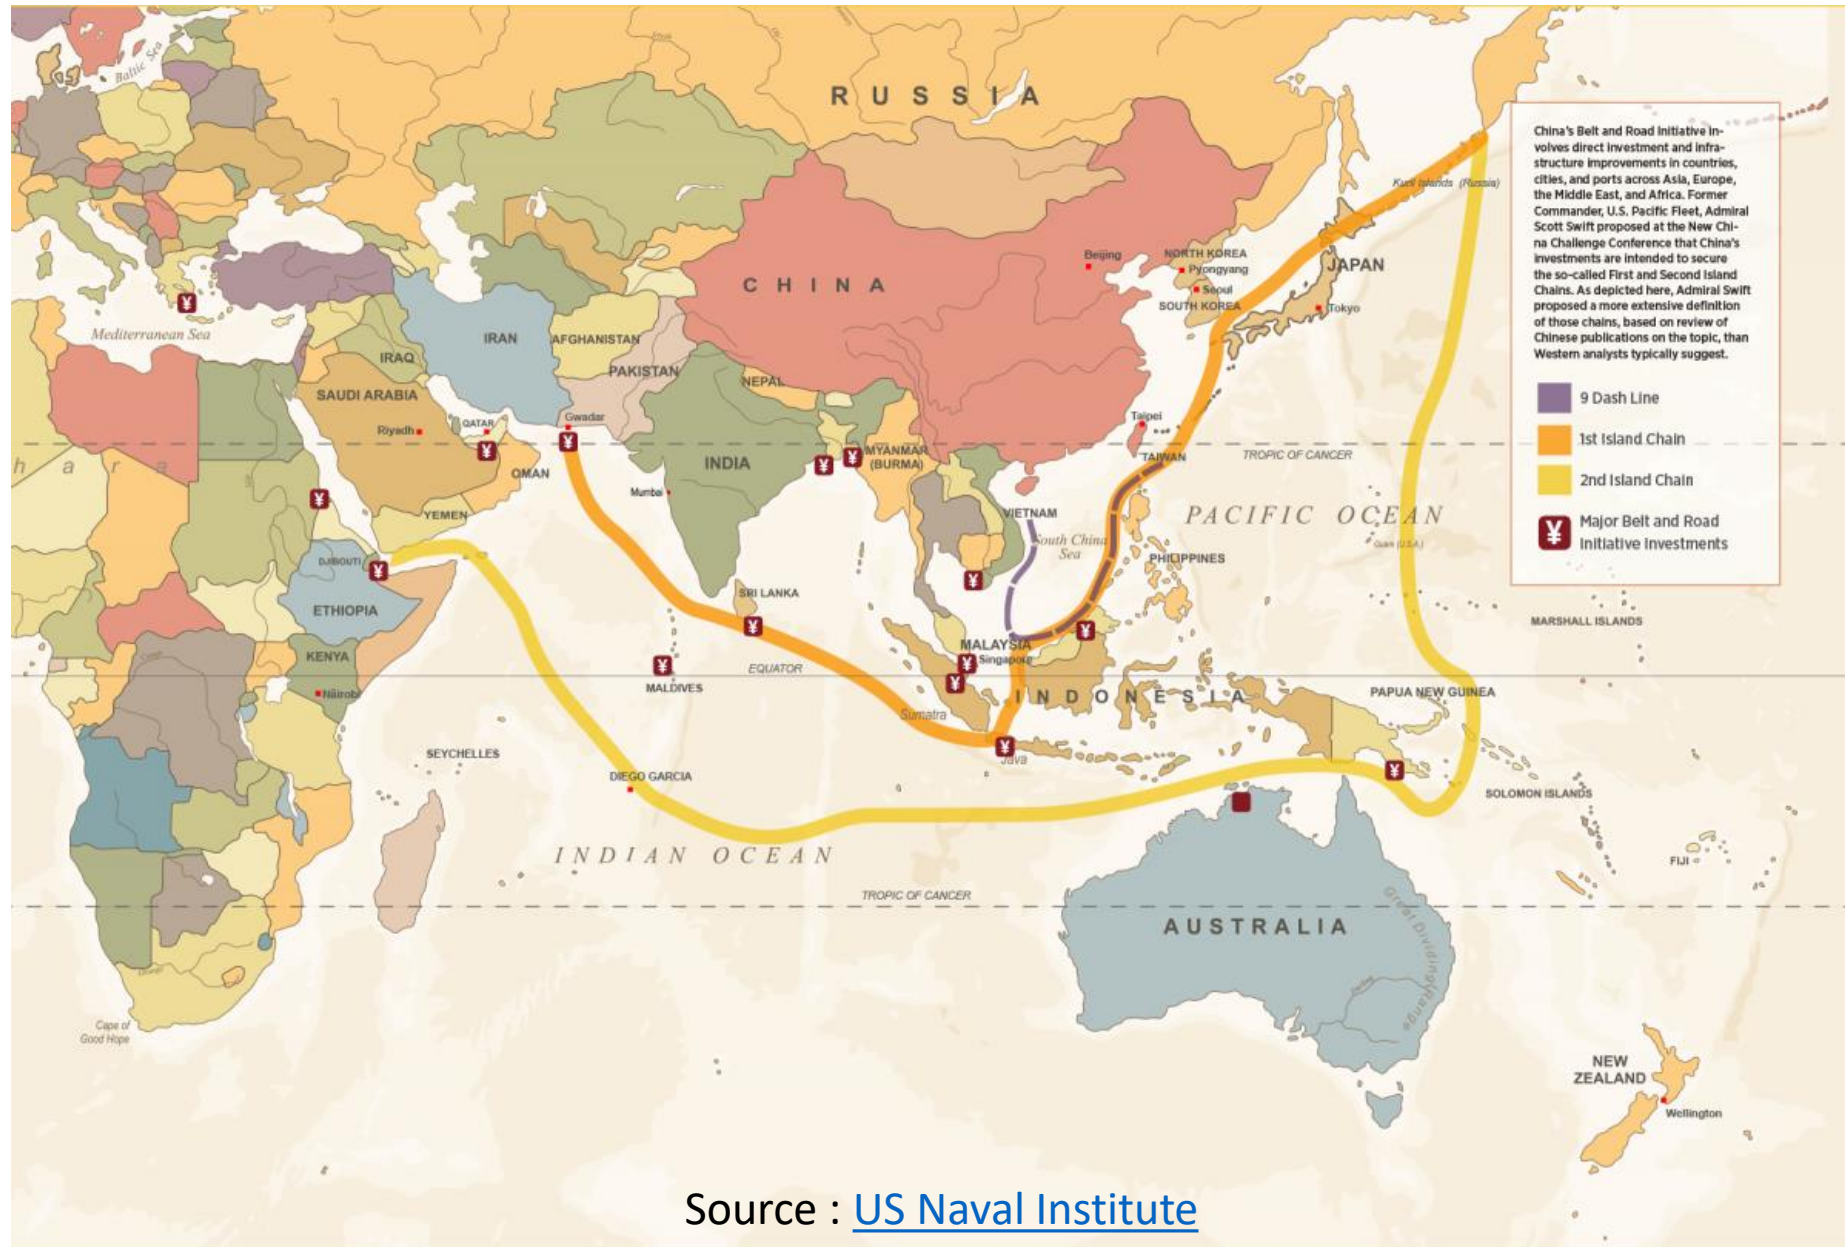 Baltic Sea
RUSSIA
China's Belt and Road Initiative in-
volves direct investment and infra-
structure improvements in countries,
cities, and ports across Asia, Europe,
the Middle East, and Africa. Former
Commander, U.S. Pacific Fleet, Admiral
Scott Swift proposed at the New Chi-
na Challenge Conference that China's
investments are intended to secure
the so-called First and Second Island
Chains. As depicted here, Admiral Swift
proposed a more extensive definition
of those chains, based on review of
Chinese publications on the topic, than
Western analysts typically suggest.
9 Dash Line
1st Island Chain
2nd Island Chain
¥ Major Belt and Road
Initiative Investments
Kuril Islands (Russia)
Beijing
NORTH KOREA
Pyongyang
Seoul
SOUTH KOREA
JAPAN
Tokyo
CHINA
Mediterranean Sea
IRAN
AFGHANISTAN
IRAQ
PAKISTAN
NEPAL
SAUDI ARABIA
Riyadh
QATAR
Gwadar
Taipei
TAIWAN
TROPIC OF CANCER
h a r a
OMAN
INDIA
MYANMAR
(BURMA)
Mumbai
YEMEN
VIETNAM
South China
Sea
PACIFIC OCEAN
Guam (U.S.A.)
PHILIPPINES
DJIBOUTI
ETHIOPIA
SRI LANKA
MARSHALL ISLANDS
KENYA
Nairobi
MALAYSIA
Singapore
EQUATOR
MALDIVES
INDONESIA
PAPUA NEW GUINEA
Sumatra
Java
SEYCHELLES
DIEGO GARCIA
SOLOMON ISLANDS
INDIAN OCEAN
FIJI
TROPIC OF CANCER
AUSTRALIA
Great Dividing Range
Cape of
Good Hope
NEW
ZEALAND
Wellington
Source : US Naval Institute